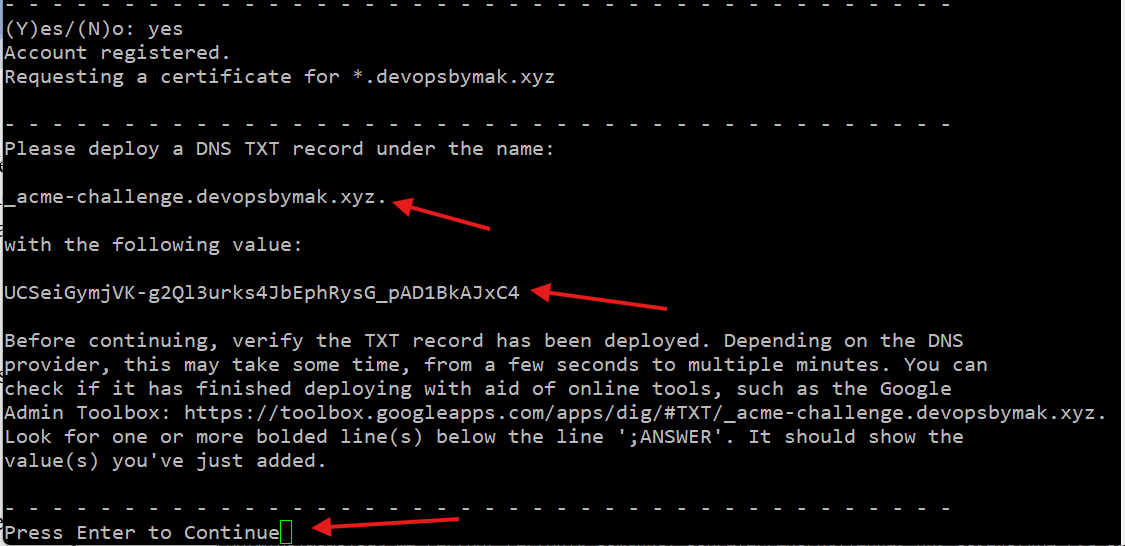 - - - - - - - - - - - - - - - - - - - - - - - - - - - - - - - - - - - - - - - -
(Y)es/(N)o: yes
Account registered.
Requesting a certificate for *.devopsbymak.xyz
- - - - - - - - - - - - - - - - - - - - - - - - - - - - - - - - - - - - - - - -
Please deploy a DNS TXT record under the name:
_acme-challenge.devopsbymak.xyz.
with the following value:
UCSeiGymjVK-g2Ql3urks4JbEphRysG_pAD1BkAJxC4
Before continuing, verify the TXT record has been deployed. Depending on the DNS
provider, this may take some time, from a few seconds to multiple minutes. You can
check if it has finished deploying with aid of online tools, such as the Google
Admin Toolbox: https://toolbox.googleapps.com/apps/dig/#TXT/_acme-challenge.devopsbymak.xyz.
Look for one or more bolded line(s) below the line ';ANSWER'. It should show the
value(s) you've just added.
- - - - - - - - - - - - - - - - - - - - - - - - - - - - - - - - - - - - - - - -
Press Enter to Continue